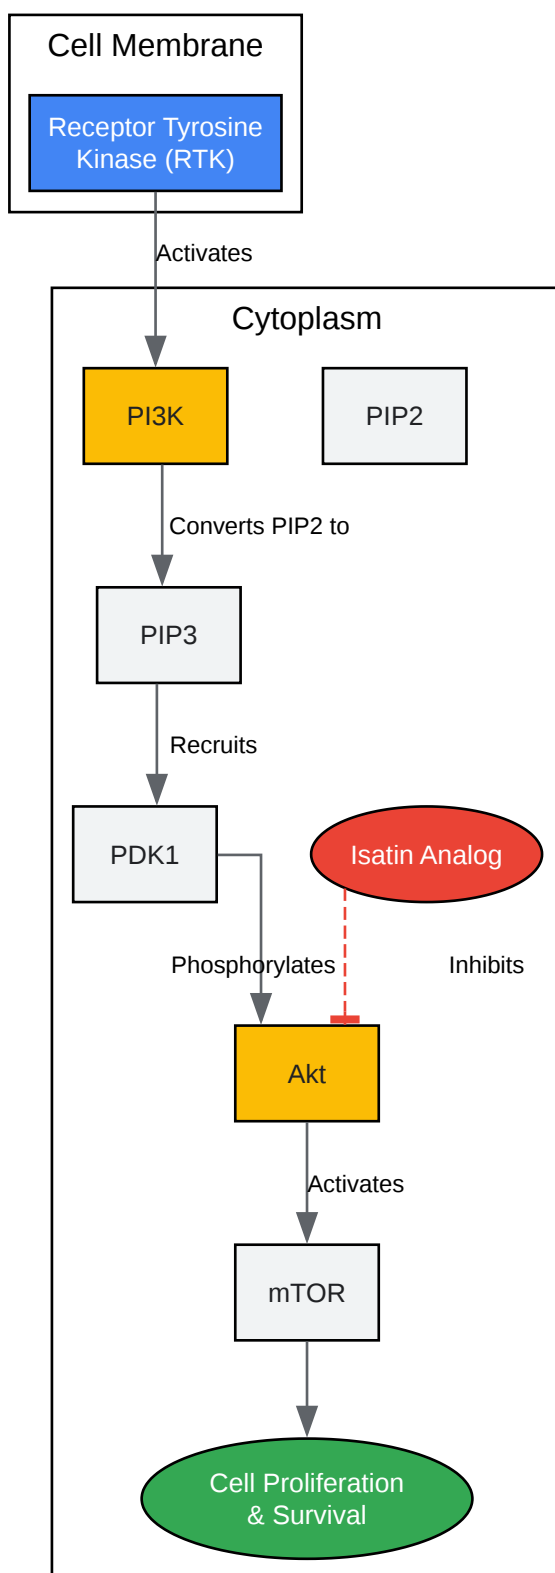 Cell Membrane
Receptor Tyrosine
Kinase (RTK)
Activates
Cytoplasm
PI3K
PIP2
Converts PIP2 to
PIP3
Recruits
PDK1
Isatin Analog
Phosphorylates
Inhibits
Akt
Activates
mTOR
Cell Proliferation
& Survival